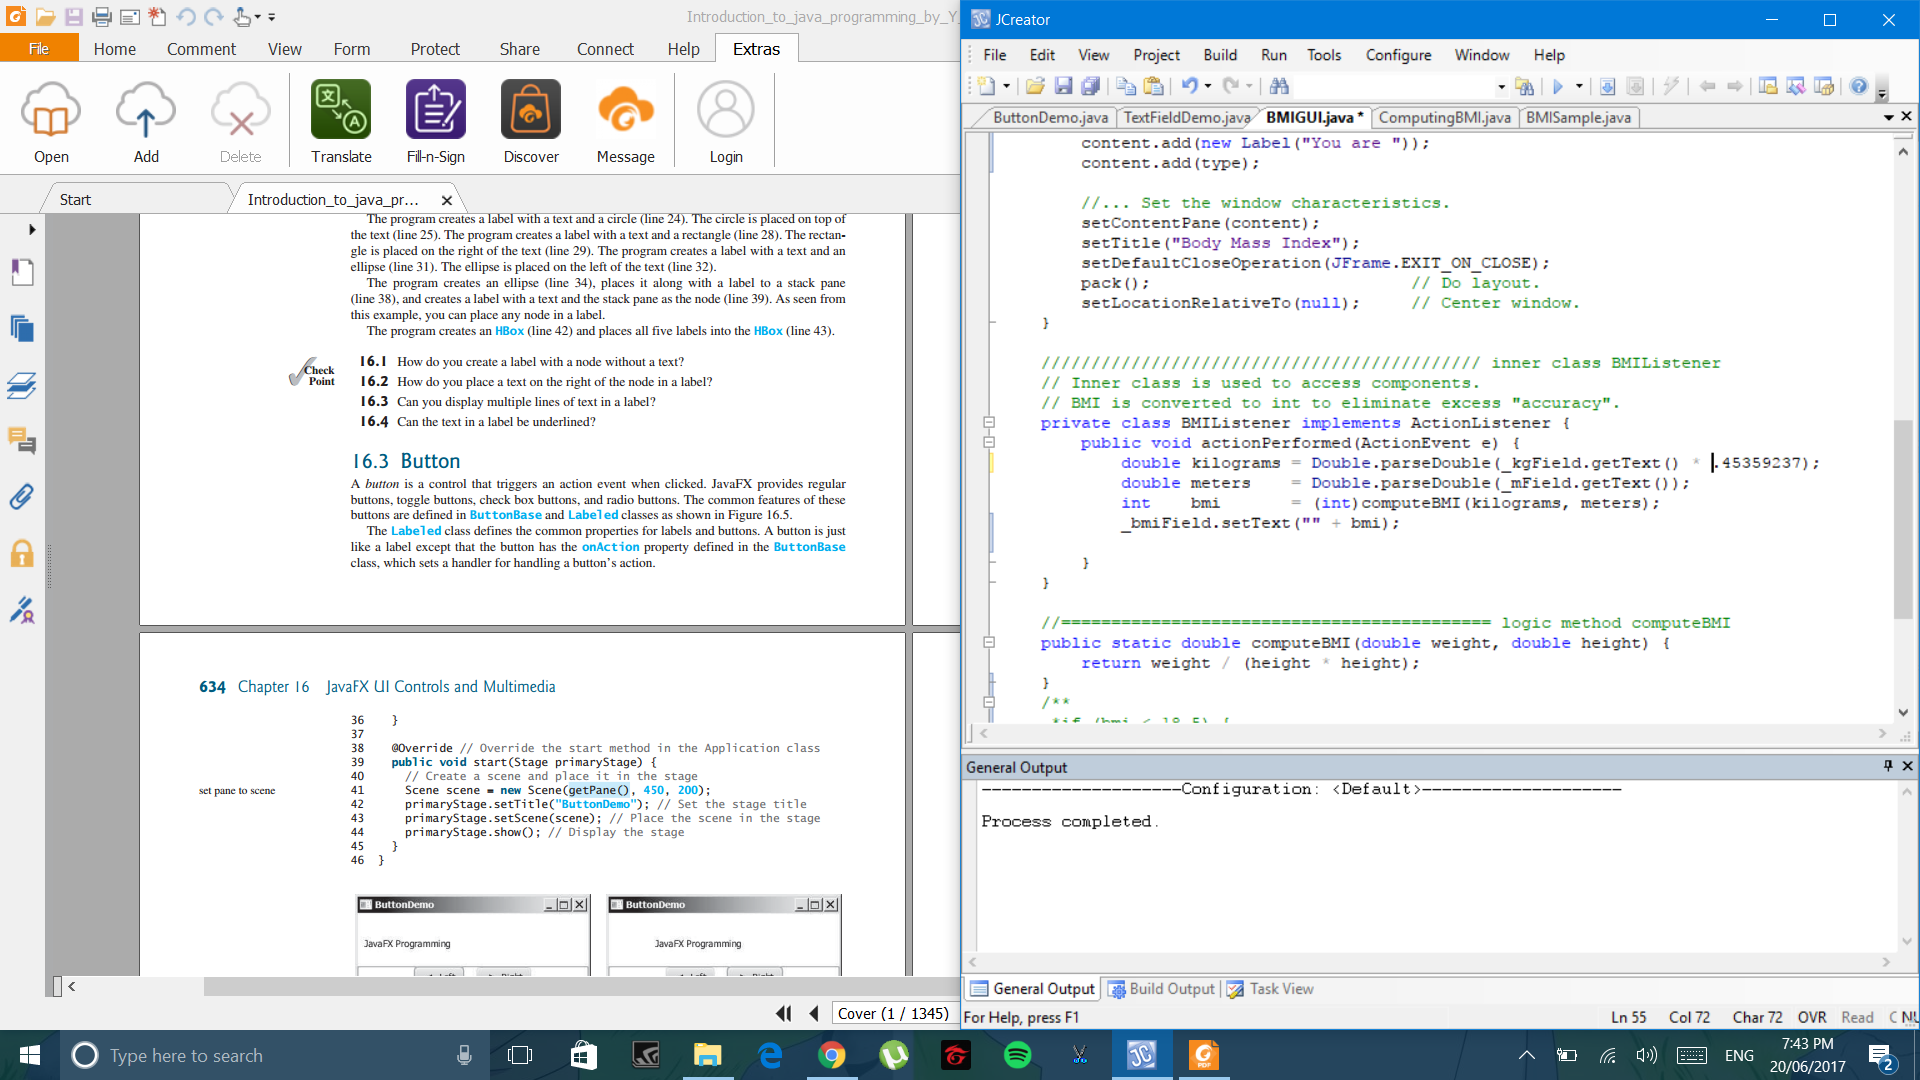 Introduction_to_java_programming_by_Y_
File
Home
Comment
View
Form
Protect
Share
Connect
Help
Extras
Open
Add
Delete
Translate
Fill-n-Sign
Discover
Message
Login
Start
Introduction_to_java_pr...
The program creates a label with a text and a circle (line 24). The circle is placed on top of
the text (line 25). The program creates a label with a text and a rectangle (line 28). The rectan-
gle is placed on the right of the text (line 29). The program creates a label with a text and an
ellipse (line 31). The ellipse is placed on the left of the text (line 32).
The program creates an ellipse (line 34), places it along with a label to a stack pane
(line 38), and creates a label with a text and the stack pane as the node (line 39). As seen from
this example, you can place any node in a label.
The program creates an HBox (line 42) and places all five labels into the HBox (line 43).
Check
Point
16.1 How do you create a label with a node without a text?
16.2 How do you place a text on the right of the node in a label?
16.3 Can you display multiple lines of text in a label?
16.4 Can the text in a label be underlined?
16.3 Button
A button is a control that triggers an action event when clicked. JavaFX provides regular
buttons, toggle buttons, check box buttons, and radio buttons. The common features of these
buttons are defined in ButtonBase and Labeled classes as shown in Figure 16.5.
The Labeled class defines the common properties for labels and buttons. A button is just
like a label except that the button has the onAction property defined in the ButtonBase
class, which sets a handler for handling a button's action.
634 Chapter 16 JavaFX UI Controls and Multimedia
36 }
37
38 @Override // Override the start method in the Application class
39 public void start(Stage primaryStage) {
40 // Create a scene and place it in the stage
set pane to scene
41 Scene scene = new Scene(getPane(), 450, 200);
42 primaryStage.setTitle("ButtonDemo"); // Set the stage title
43 primaryStage.setScene(scene); // Place the scene in the stage
44 primaryStage.show(); // Display the stage
45 }
46 }
ButtonDemo
JavaFX Programming
Left
Right
ButtonDemo
JavaFX Programming
Left
Right
Cover (1 / 1345)
JCreator
File Edit View Project Build Run Tools Configure Window Help
ButtonDemo.java
TextFieldDemo.java
BMIGUI.java *
ComputingBMI.java
BMISample.java
content.add(new Label("You are "));
content.add(type);
//... Set the window characteristics.
setContentPane(content);
setTitle("Body Mass Index");
setDefaultCloseOperation(JFrame.EXIT_ON_CLOSE);
pack(); // Do layout.
setLocationRelativeTo(null); // Center window.
}
//////////////////////////////////////////// inner class BMIListener
// Inner class is used to access components.
// BMI is converted to int to eliminate excess "accuracy".
private class BMIListener implements ActionListener {
public void actionPerformed(ActionEvent e) {
double kilograms = Double.parseDouble(_kgField.getText() * .45359237);
double meters = Double.parseDouble(_mField.getText());
int bmi = (int)computeBMI(kilograms, meters);
_bmiField.setText("" + bmi);
}
}
//=========================================== logic method computeBMI
public static double computeBMI(double weight, double height) {
return weight / (height * height);
}
/**
*if (bmi < 18.5) {
General Output
--------------------Configuration: <Default>--------------------
Process completed.
General Output
Build Output
Task View
For Help, press F1
Ln 55
Col 72
Char 72
OVR
Read
Type here to search
PDF
ENG
7:43 PM
20/06/2017
2